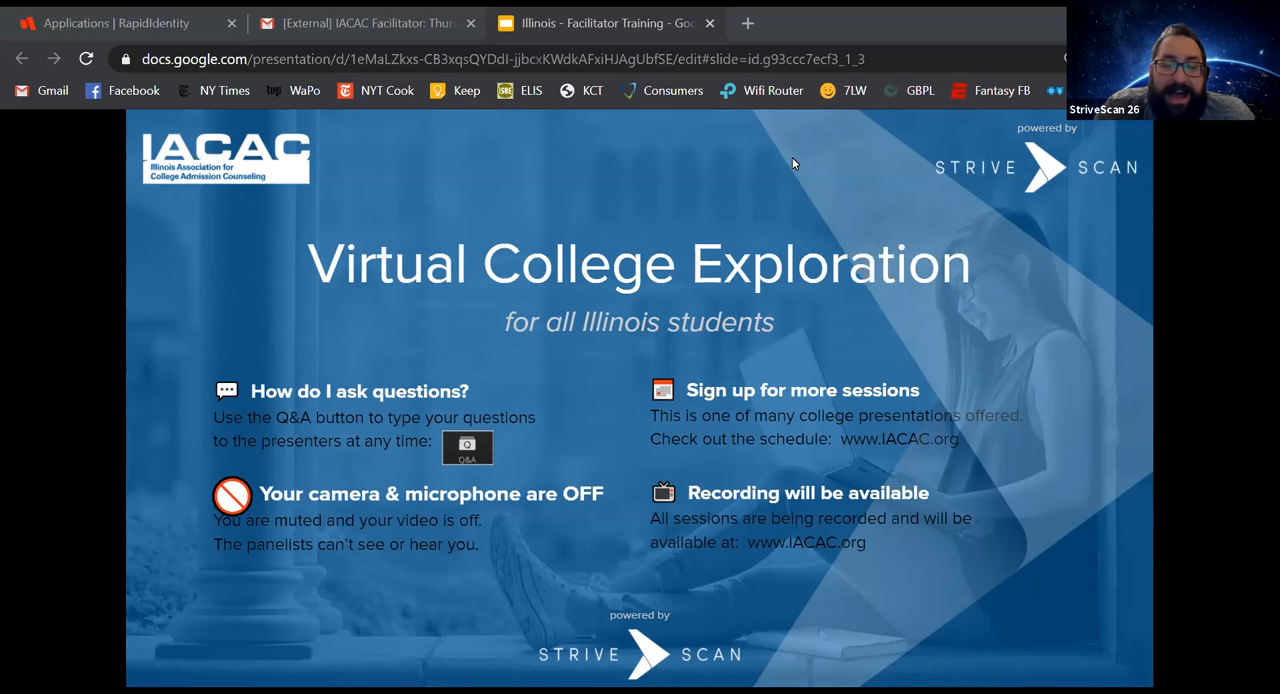 Applications | RapidIdentity
[External] IACAC Facilitator: Thurs
Illinois - Facilitator Training - Goo
docs.google.com/presentation/d/1eMaLZkxs-CB3xqsQYDdI-jjbcxKWdkAFxiHJAgUbfSE/edit#slide=id.g93ccc7ecf3_1_3
Gmail
Facebook
NY Times
WaPo
NYT Cook
Keep
ELIS
KCT
Consumers
Wifi Router
7LW
GBPL
Fantasy FB
StriveScan 26
IACAC
Illinois Association for
College Admission Counseling
powered by
STRIVE SCAN
Virtual College Exploration
for all Illinois students
How do I ask questions?
Use the Q&A button to type your questions
to the presenters at any time:
Q&A
Your camera & microphone are OFF
You are muted and your video is off.
The panelists can't see or hear you.
Sign up for more sessions
This is one of many college presentations offered.
Check out the schedule: www.IACAC.org
Recording will be available
All sessions are being recorded and will be
available at: www.IACAC.org
powered by
STRIVE SCAN